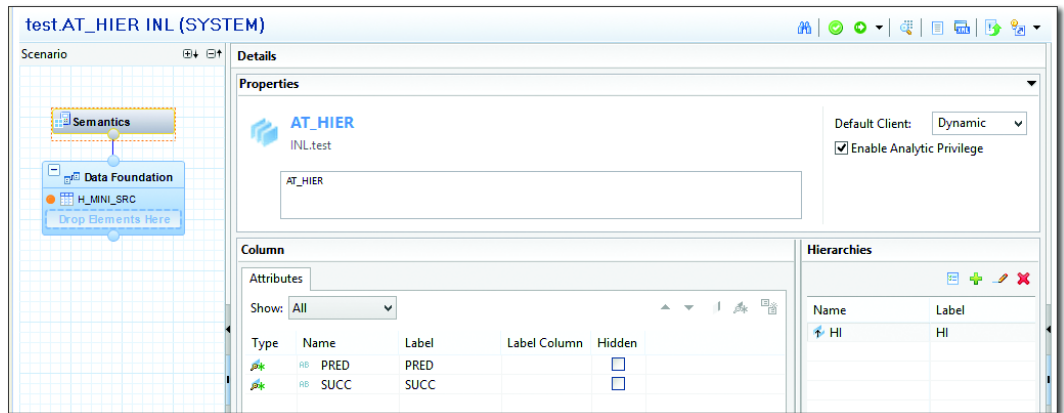 test.AT_HIER INL (SYSTEM)
Scenario
Details
Properties
Semantics
AT_HIER
INL.test
Default Client: Dynamic
Enable Analytic Privilege
Data Foundation
H_MINI_SRC
Drop Elements Here
AT_HIER
Column
Hierarchies
Attributes
Show: All
Type Name Label Label Column Hidden
AB PRED PRED
AB SUCC SUCC
Name Label
HI HI